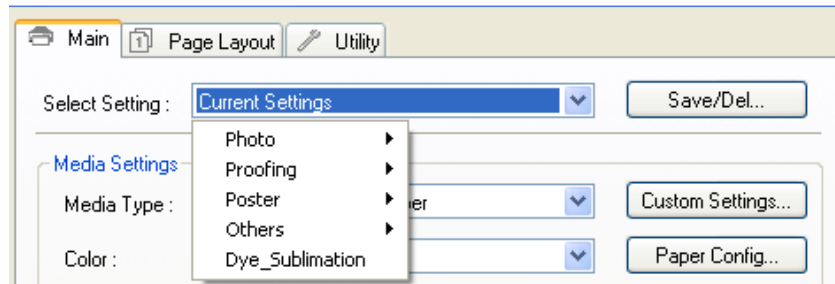 Main Page Layout Utility
Select Setting : Current Settings Save/Del...
Photo
Media Settings
Proofing
Media Type : Poster Custom Settings...
Others
Color : Dye_Sublimation Paper Config...